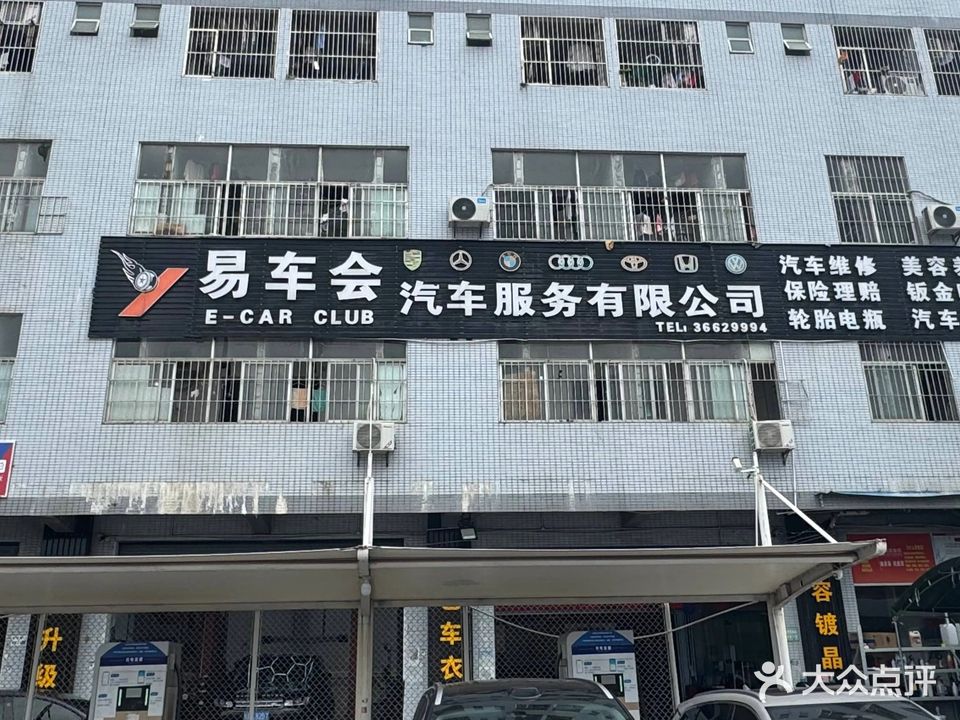 易车会
E-CAR CLUB
汽车服务有限公司
TEL: 36629994
汽车维修 美容
保险理赔 钣金
轮胎电瓶 汽车
升级
车衣
容镀晶
大众点评